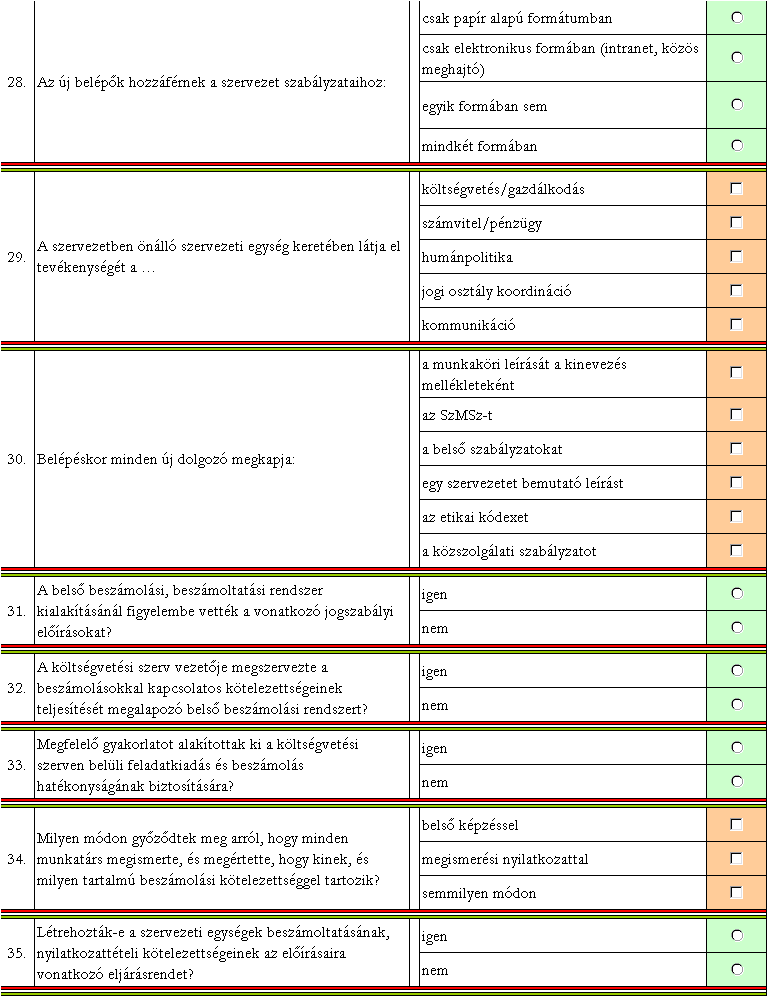 csak papír alapú formátumban
csak elektronikus formában (intranet, közös
meghajtó)
28. Az új belépők hozzáférnek a szervezet szabályzataihoz:
egyik formában sem
mindkét formában
költségvetés/gazdálkodás
számvitel/pénzügy
29. A szervezetben önálló szervezeti egység keretében látja el
tevékenységét a ...
humánpolitika
jogi osztály koordináció
kommunikáció
a munkaköri leírását a kinevezés
mellékleteként
az SzMSz-t
a belső szabályzatokat
30. Belépéskor minden új dolgozó megkapja:
egy szervezetet bemutató leírást
az etikai kódexet
a közszolgálati szabályzatot
31. A belső beszámolási, beszámoltatási rendszer
kialakításánál figyelembe vették a vonatkozó jogszabályi
előírásokat?
igen
nem
32. A költségvetési szerv vezetője megszervezte a
beszámolásokkal kapcsolatos kötelezettségeinek
teljesítését megalapozó belső beszámolási rendszert?
igen
nem
33. Megfelelő gyakorlatot alakítottak ki a költségvetési
szerven belüli feladatkiadás és beszámolás
hatékonyságának biztosítására?
igen
nem
34. Milyen módon győződtek meg arról, hogy minden
munkatárs megismerte, és megértette, hogy kinek, és
milyen tartalmú beszámolási kötelezettséggel tartozik?
belső képzéssel
megismerési nyilatkozattal
semmilyen módon
35. Létrehozták-e a szervezeti egységek beszámoltatásának,
nyilatkozattételi kötelezettségeinek az előírásaira
vonatkozó eljárásrendet?
igen
nem